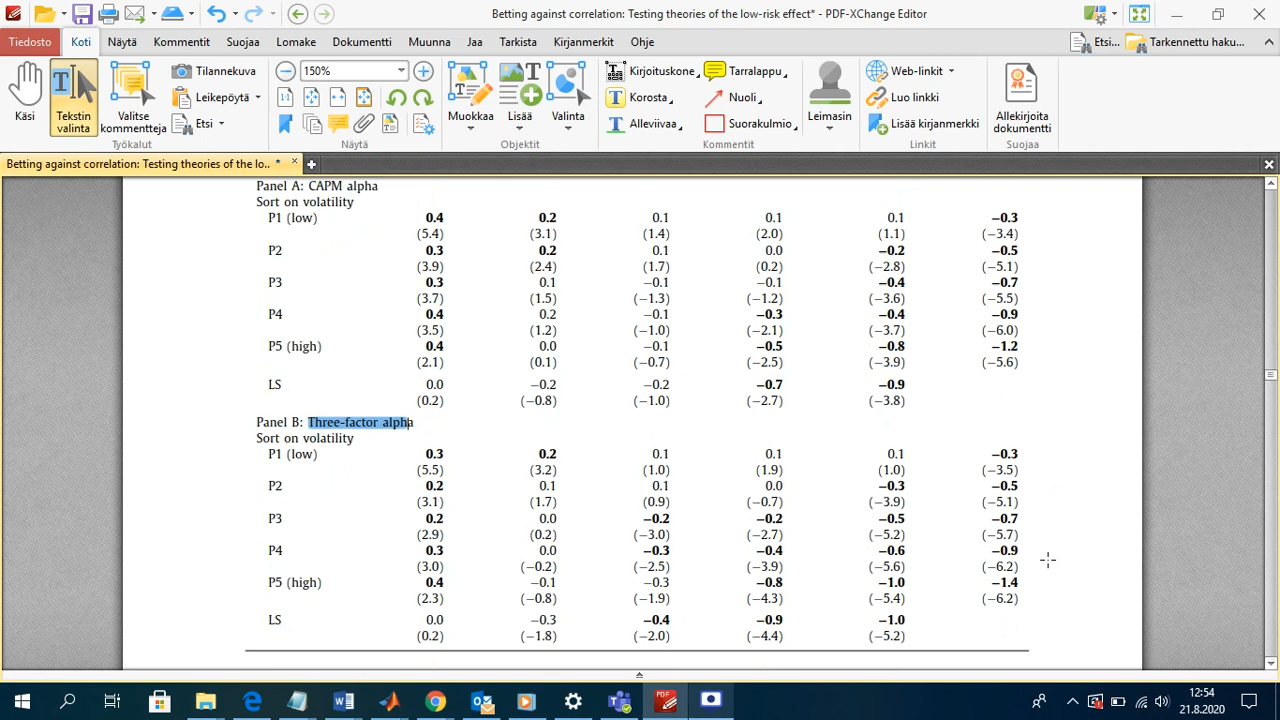 Betting against correlation: Testing theories of the low-risk effect* - PDF-XChange Editor
Tiedosto Koti Näytä Kommentit Suojaa Lomake Dokumentti Muunna Jaa Tarkista Kirjanmerkit Ohje Etsi... Tarkennettu haku...
Käsi
Tekstin valinta
Valitse kommentteja
Työkalut
Tilannekuva
Leikepöytä
Etsi
150%
Näytä
Muokkaa
Lisää
Valinta
Objektit
Kirjoituskone
Korosta
Alleviivaa
Tarralappu
Nuoli
Suorakulmio
Kommentit
Leimasin
Web-linkit
Luo linkki
Lisää kirjanmerkki
Linkit
Allekirjoita dokumentti
Suojaa
Betting against correlation: Testing theories of the lo.. *
Panel A: CAPM alpha
Sort on volatility
P1 (low) 0.4 0.2 0.1 0.1 0.1 −0.3
(5.4) (3.1) (1.4) (2.0) (1.1) (−3.4)
P2 0.3 0.2 0.1 0.0 −0.2 −0.5
(3.9) (2.4) (1.7) (0.2) (−2.8) (−5.1)
P3 0.3 0.1 −0.1 −0.1 −0.4 −0.7
(3.7) (1.5) (−1.3) (−1.2) (−3.6) (−5.5)
P4 0.4 0.2 −0.1 −0.3 −0.4 −0.9
(3.5) (1.2) (−1.0) (−2.1) (−3.7) (−6.0)
P5 (high) 0.4 0.0 −0.1 −0.5 −0.8 −1.2
(2.1) (0.1) (−0.7) (−2.5) (−3.9) (−5.6)
LS 0.0 −0.2 −0.2 −0.7 −0.9
(0.2) (−0.8) (−1.0) (−2.7) (−3.8)
Panel B: Three-factor alpha
Sort on volatility
P1 (low) 0.3 0.2 0.1 0.1 0.1 −0.3
(5.5) (3.2) (1.0) (1.9) (1.0) (−3.5)
P2 0.2 0.1 0.1 0.0 −0.3 −0.5
(3.1) (1.7) (0.9) (−0.7) (−3.9) (−5.1)
P3 0.2 0.0 −0.2 −0.2 −0.5 −0.7
(2.9) (0.2) (−3.0) (−2.7) (−5.2) (−5.7)
P4 0.3 0.0 −0.3 −0.4 −0.6 −0.9
(3.0) (−0.2) (−2.5) (−3.9) (−5.6) (−6.2)
P5 (high) 0.4 −0.1 −0.3 −0.8 −1.0 −1.4
(2.3) (−0.8) (−1.9) (−4.3) (−5.4) (−6.2)
LS 0.0 −0.3 −0.4 −0.9 −1.0
(0.2) (−1.8) (−2.0) (−4.4) (−5.2)
12:54
21.8.2020